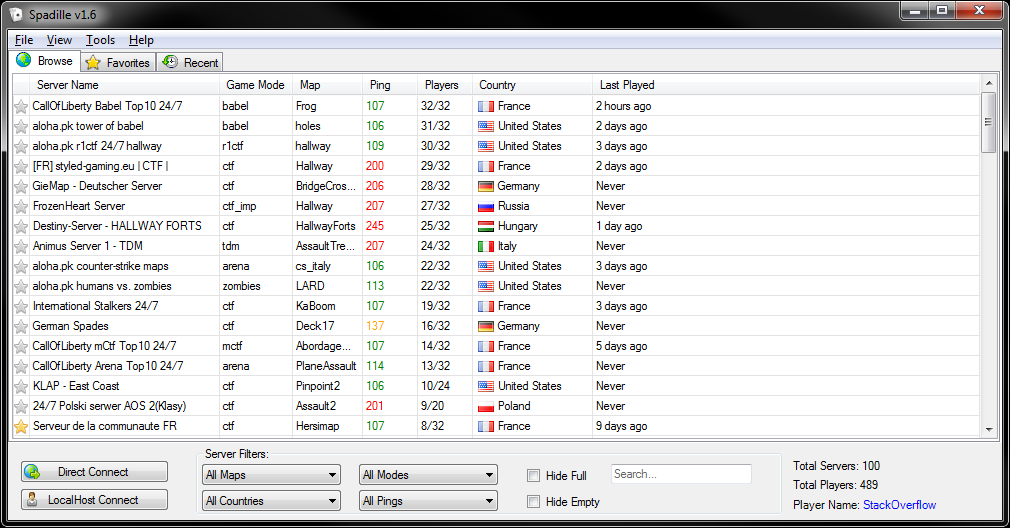 Spadille v1.6
File View Tools Help
Browse Favorites Recent
Server Name Game Mode Map Ping Players Country Last Played
CallOfLiberty Babel Top10 24/7 babel Frog 107 32/32 France 2 hours ago
aloha.pk tower of babel babel holes 106 31/32 United States 2 days ago
aloha.pk r1ctf 24/7 hallway r1ctf hallway 109 30/32 United States 3 days ago
[FR] styled-gaming.eu | CTF | ctf Hallway 200 29/32 France 2 days ago
GieMap - Deutscher Server ctf BridgeCros... 206 28/32 Germany Never
FrozenHeart Server ctf_imp Hallway 207 27/32 Russia Never
Destiny-Server - HALLWAY FORTS ctf HallwayForts 245 25/32 Hungary 1 day ago
Animus Server 1 - TDM tdm AssaultTre... 207 24/32 Italy Never
aloha.pk counter-strike maps arena cs_italy 106 22/32 United States 3 days ago
aloha.pk humans vs. zombies zombies LARD 113 22/32 United States Never
International Stalkers 24/7 ctf KaBoom 107 19/32 France 3 days ago
German Spades ctf Deck17 137 16/32 Germany Never
CallOfLiberty mCtf Top10 24/7 mctf Abordage... 107 14/32 France 5 days ago
CallOfLiberty Arena Top10 24/7 arena PlaneAssault 114 13/32 France Never
KLAP - East Coast ctf Pinpoint2 106 10/24 United States Never
24/7 Polski serwer AOS 2(Klasy) ctf Assault2 201 9/20 Poland Never
Serveur de la communaute FR ctf Hersimap 107 8/32 France 9 days ago
Direct Connect
LocalHost Connect
Server Filters:
All Maps All Modes Hide Full Search...
All Countries All Pings Hide Empty
Total Servers: 100
Total Players: 489
Player Name: StackOverflow